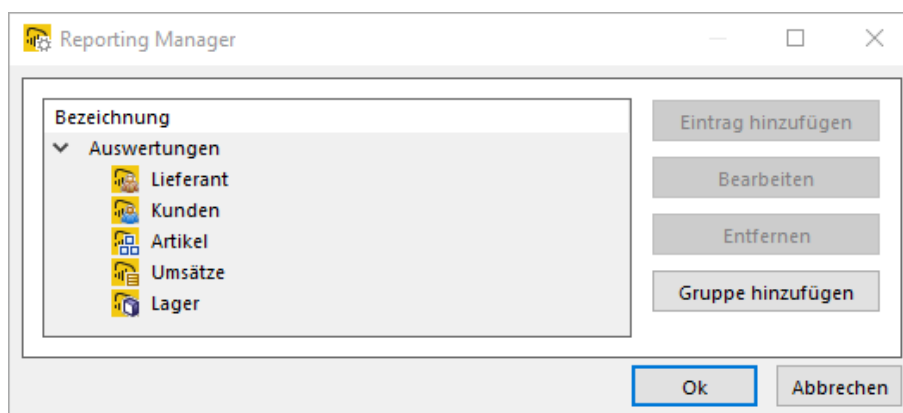 Reporting Manager
Bezeichnung
Auswertungen
Lieferant
Kunden
Artikel
Umsätze
Lager
Eintrag hinzufügen
Bearbeiten
Entfernen
Gruppe hinzufügen
Ok
Abbrechen